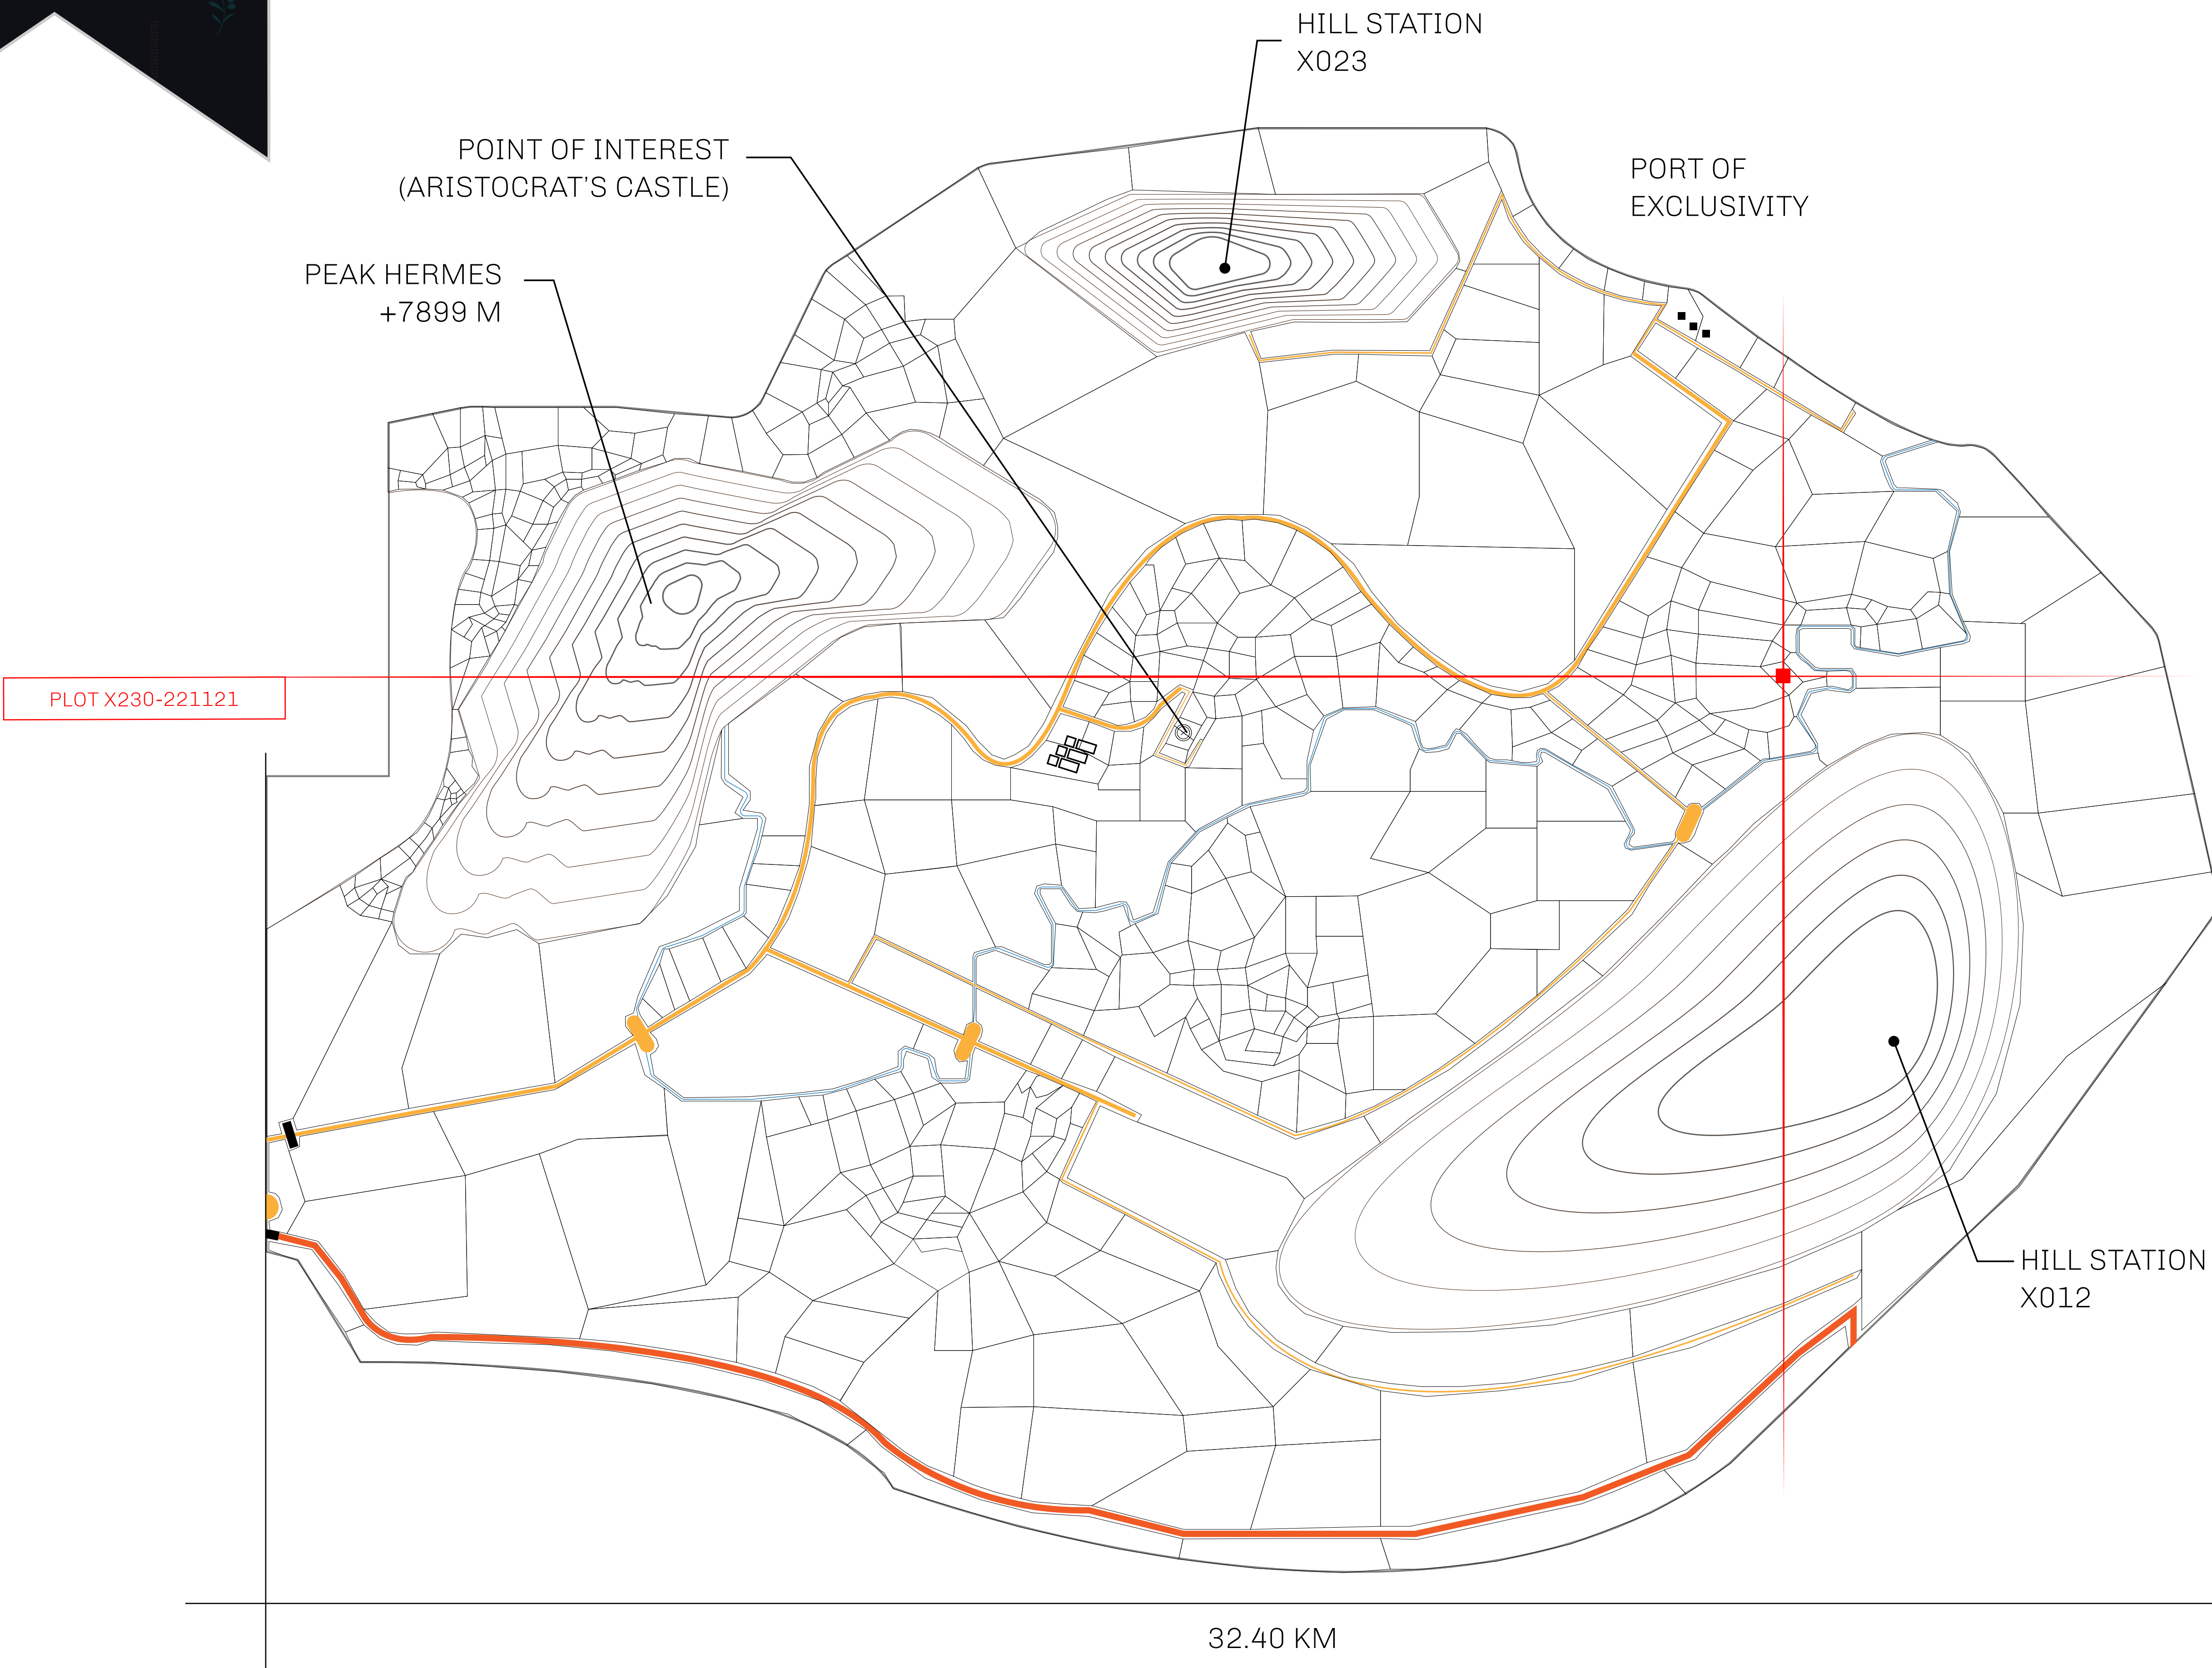 HILL STATION
X023
POINT OF INTEREST
(ARISTOCRAT'S CASTLE)
PORT OF
EXCLUSIVITY
PEAK HERMES
+7899 M
PLOT X230-221121
HILL STATION
X012
32.40 KM